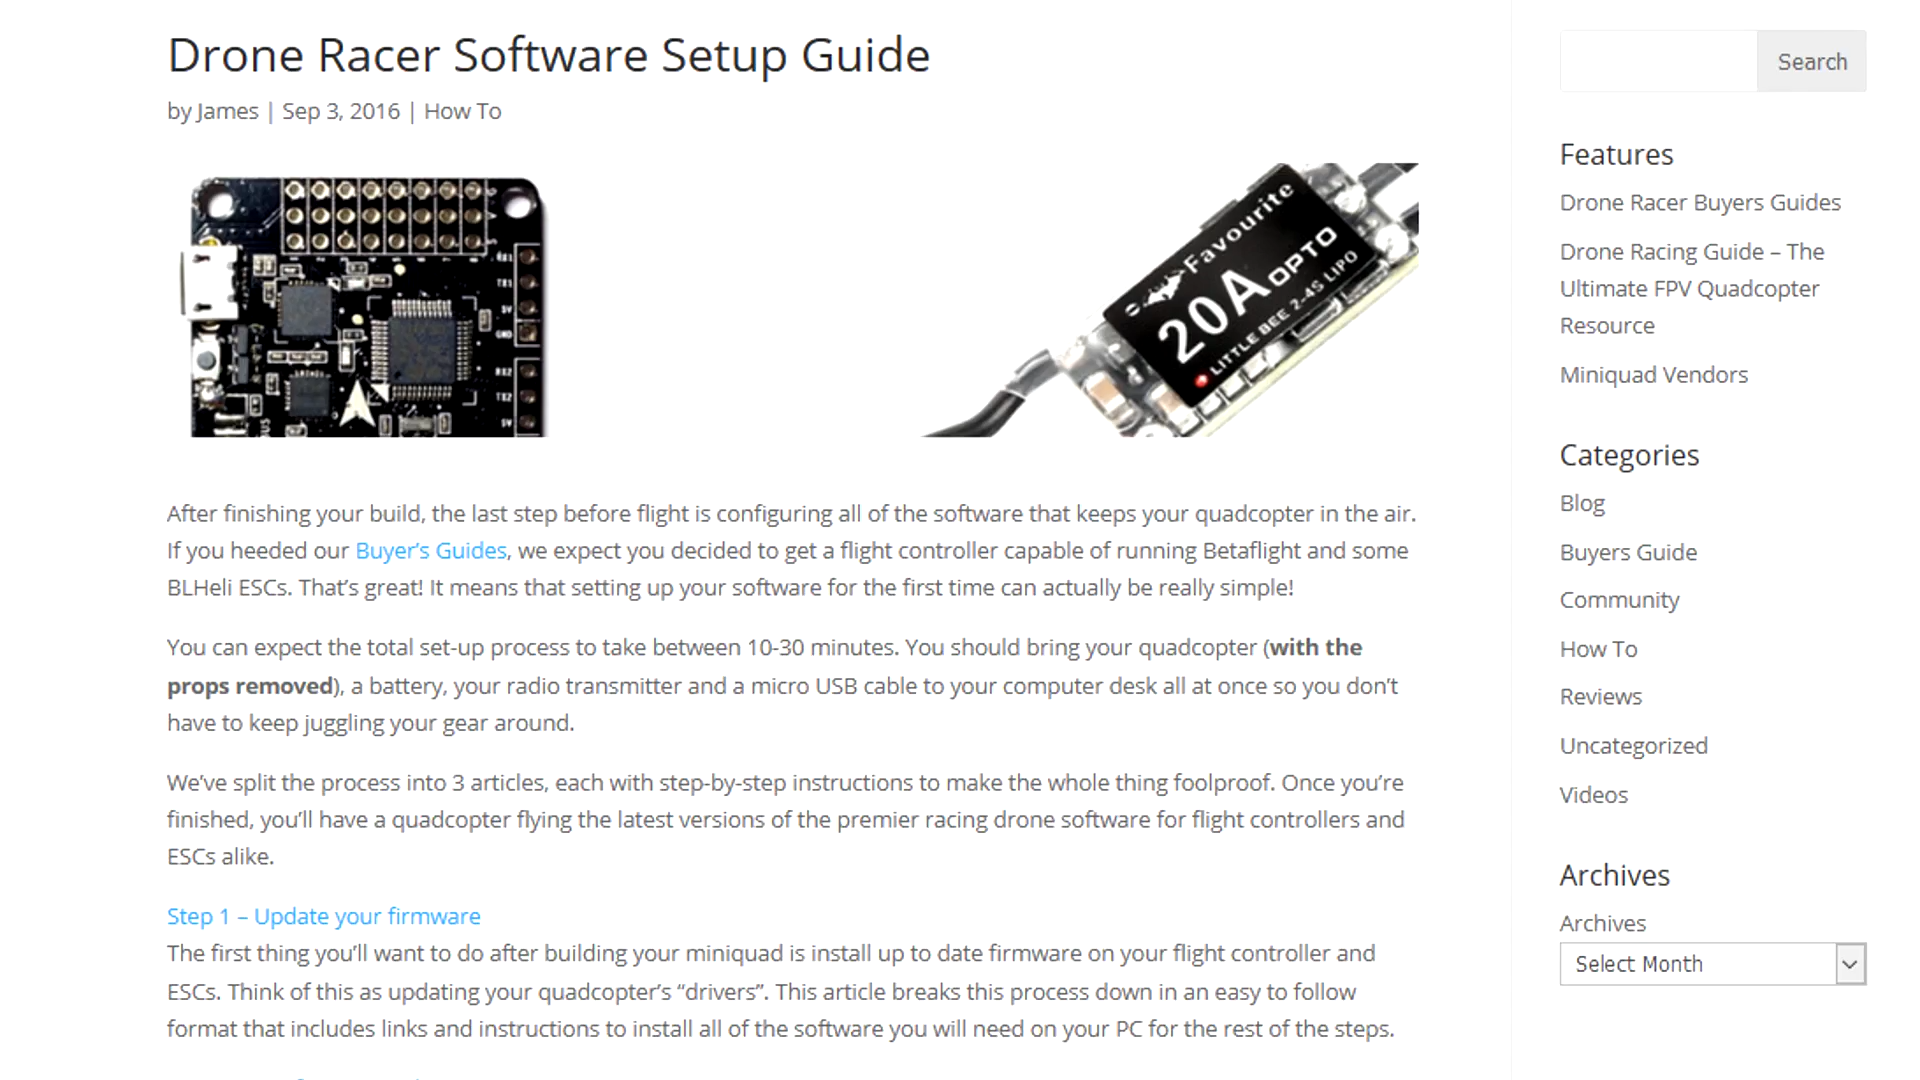 Drone Racer Software Setup Guide
by James | Sep 3, 2016 | How To
Favourite
20A OPTO
LITTLE BEE 2-4S LIPO
RX1
TX1
5V
GND
RX2
TX2
5V
After finishing your build, the last step before flight is configuring all of the software that keeps your quadcopter in the air.
If you heeded our Buyer’s Guides, we expect you decided to get a flight controller capable of running Betaflight and some
BLHeli ESCs. That’s great! It means that setting up your software for the first time can actually be really simple!
You can expect the total set-up process to take between 10-30 minutes. You should bring your quadcopter (with the
props removed), a battery, your radio transmitter and a micro USB cable to your computer desk all at once so you don’t
have to keep juggling your gear around.
We’ve split the process into 3 articles, each with step-by-step instructions to make the whole thing foolproof. Once you’re
finished, you’ll have a quadcopter flying the latest versions of the premier racing drone software for flight controllers and
ESCs alike.
Step 1 – Update your firmware
The first thing you’ll want to do after building your miniquad is install up to date firmware on your flight controller and
ESCs. Think of this as updating your quadcopter’s “drivers”. This article breaks this process down in an easy to follow
format that includes links and instructions to install all of the software you will need on your PC for the rest of the steps.
Search
Features
Drone Racer Buyers Guides
Drone Racing Guide – The
Ultimate FPV Quadcopter
Resource
Miniquad Vendors
Categories
Blog
Buyers Guide
Community
How To
Reviews
Uncategorized
Videos
Archives
Archives
Select Month